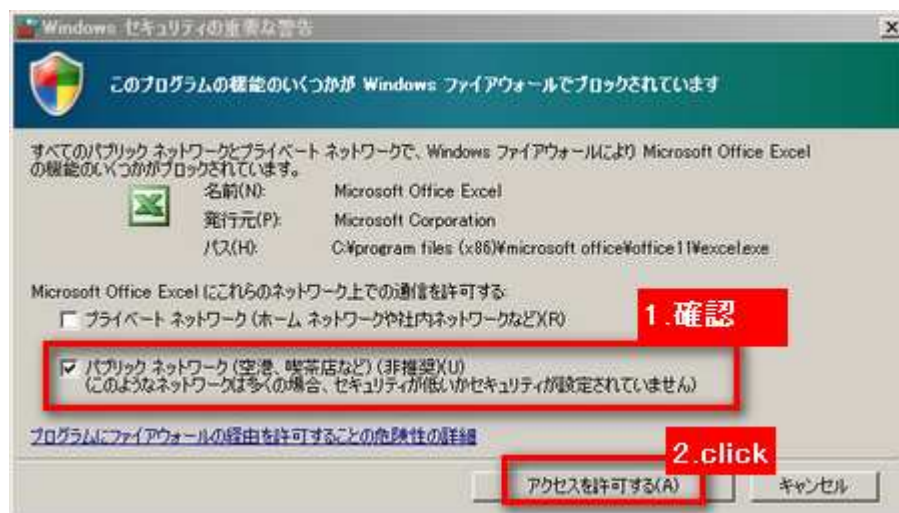 Windows セキュリティの重要な警告
このプログラムの機能のいくつかが Windows ファイアウォールでブロックされています
すべてのパブリック ネットワークとプライベート ネットワークで、Windows ファイアウォールにより Microsoft Office Excel
の機能のいくつかがブロックされています。
名前(N): Microsoft Office Excel
発行元(P): Microsoft Corporation
パス(H): C:¥program files (x86)¥microsoft office¥office11¥excel.exe
Microsoft Office Excel にこれらのネットワーク上での通信を許可する:
プライベート ネットワーク (ホーム ネットワークや社内ネットワークなど)(R)
1.確認
パブリック ネットワーク (空港、喫茶店など) (非推奨)(U)
(このようなネットワークは多くの場合、セキュリティが低いかセキュリティが設定されていません)
プログラムにファイアウォールの経由を許可することの危険性の詳細
2.click
アクセスを許可する(A) キャンセル